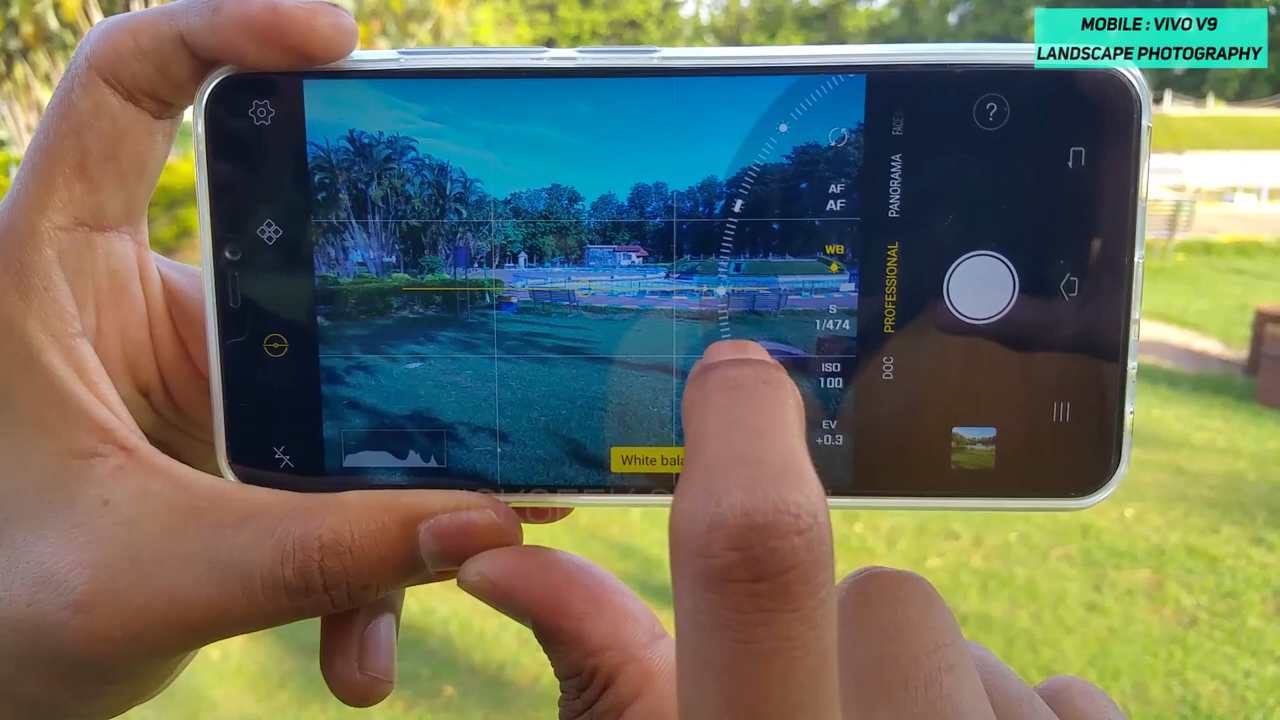 MOBILE : VIVO V9
LANDSCAPE PHOTOGRAPHY
FACE
PANORAMA
PROFESSIONAL
DOC
?
AF
AF
WB
S
1/474
ISO
100
EV
+0.3
White bala